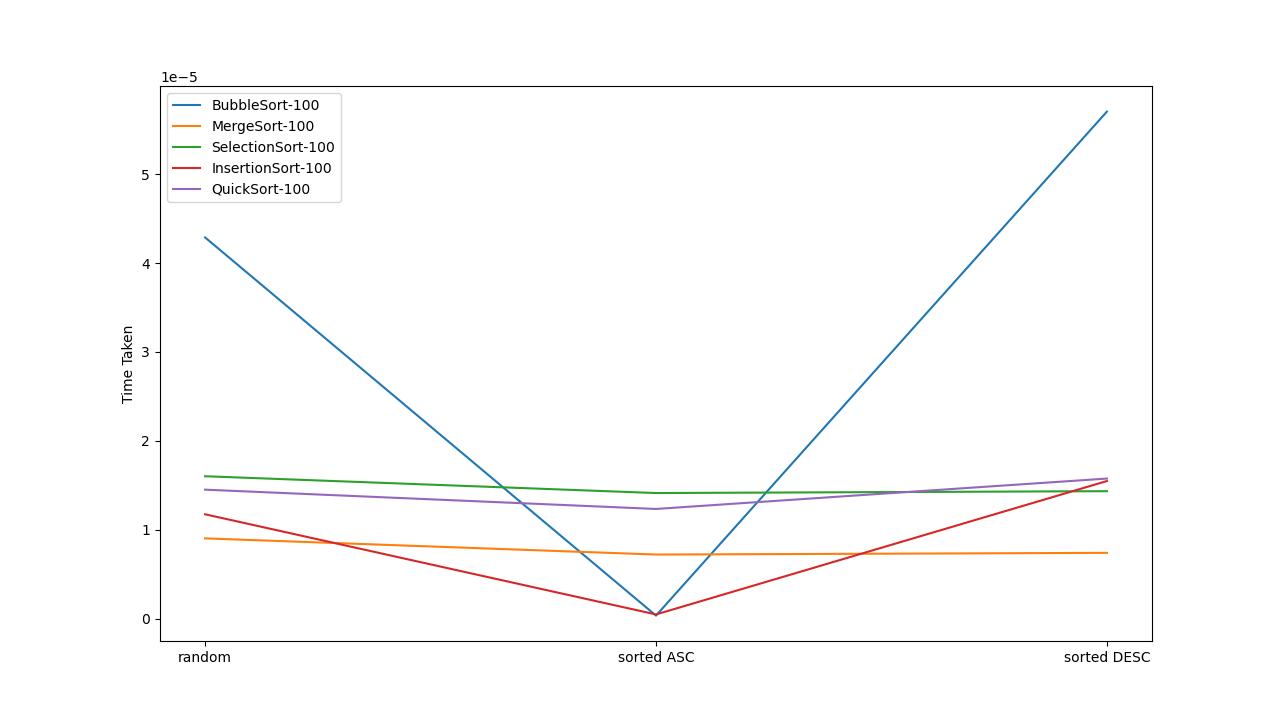 1e−5
BubbleSort-100
MergeSort-100
SelectionSort-100
InsertionSort-100
QuickSort-100
5
4
3
2
1
0
Time Taken
random
sorted ASC
sorted DESC